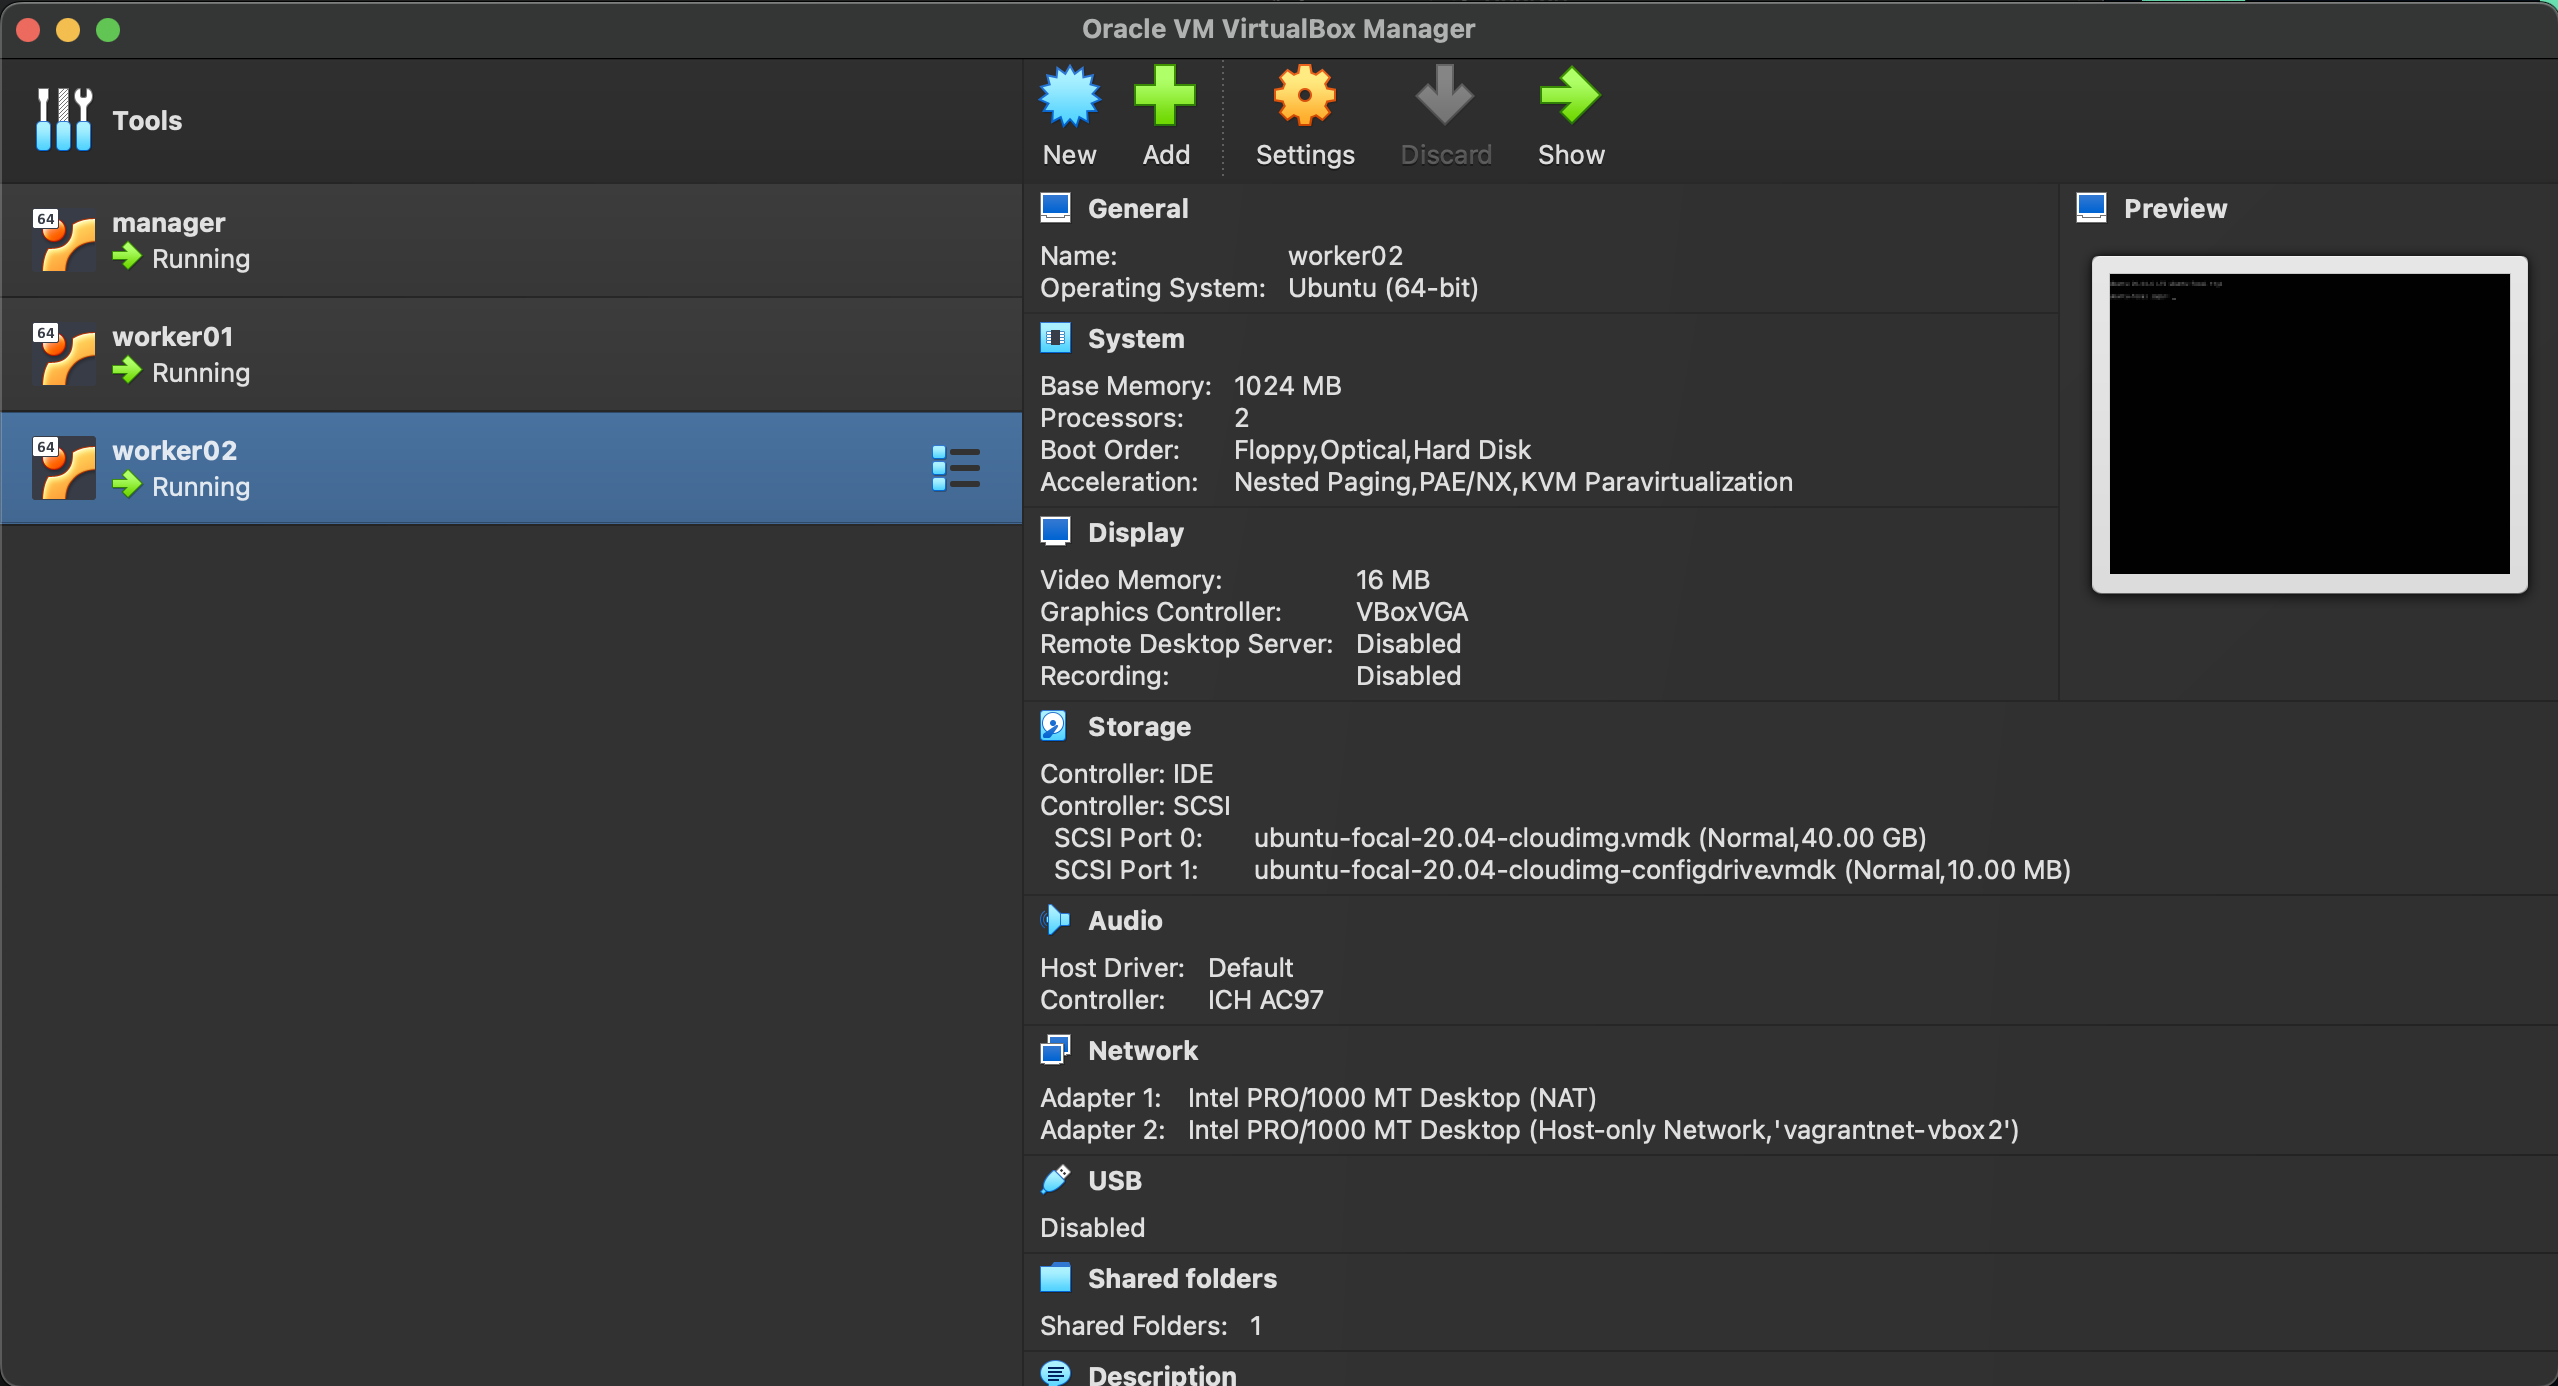 Oracle VM VirtualBox Manager
Tools
New
Add
Settings
Discard
Show
64
manager
Running
64
worker01
Running
64
worker02
Running
General
Name: worker02
Operating System: Ubuntu (64-bit)
System
Base Memory: 1024 MB
Processors: 2
Boot Order: Floppy,Optical,Hard Disk
Acceleration: Nested Paging,PAE/NX,KVM Paravirtualization
Display
Video Memory: 16 MB
Graphics Controller: VBoxVGA
Remote Desktop Server: Disabled
Recording: Disabled
Storage
Controller: IDE
Controller: SCSI
SCSI Port 0: ubuntu-focal-20.04-cloudimg.vmdk (Normal,40.00 GB)
SCSI Port 1: ubuntu-focal-20.04-cloudimg-configdrive.vmdk (Normal,10.00 MB)
Audio
Host Driver: Default
Controller: ICH AC97
Network
Adapter 1: Intel PRO/1000 MT Desktop (NAT)
Adapter 2: Intel PRO/1000 MT Desktop (Host-only Network,'vagrantnet-vbox2')
USB
Disabled
Shared folders
Shared Folders: 1
Description
Preview